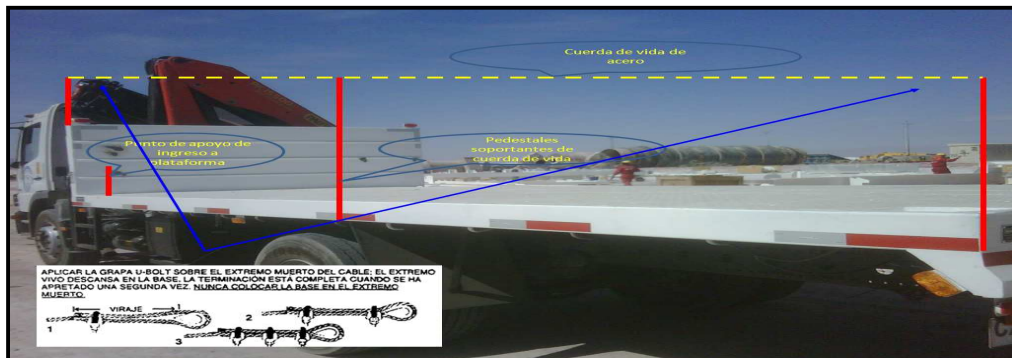 Cuerda de vida de
acero
Punto de apoyo de
ingreso a
plataforma
Pedestales
soportantes de
cuerda de vida
APLICAR LA GRAPA U-BOLT SOBRE EL EXTREMO MUERTO DEL CABLE: EL EXTREMO
VIVO DESCANSA EN LA BASE. LA TERMINACIÓN ESTÁ COMPLETA CUANDO SE HA
APRETADO UNA SEGUNDA VEZ. NUNCA COLOCAR LA BASE EN EL EXTREMO
MUERTO
VIRAJE
1
1
2
3